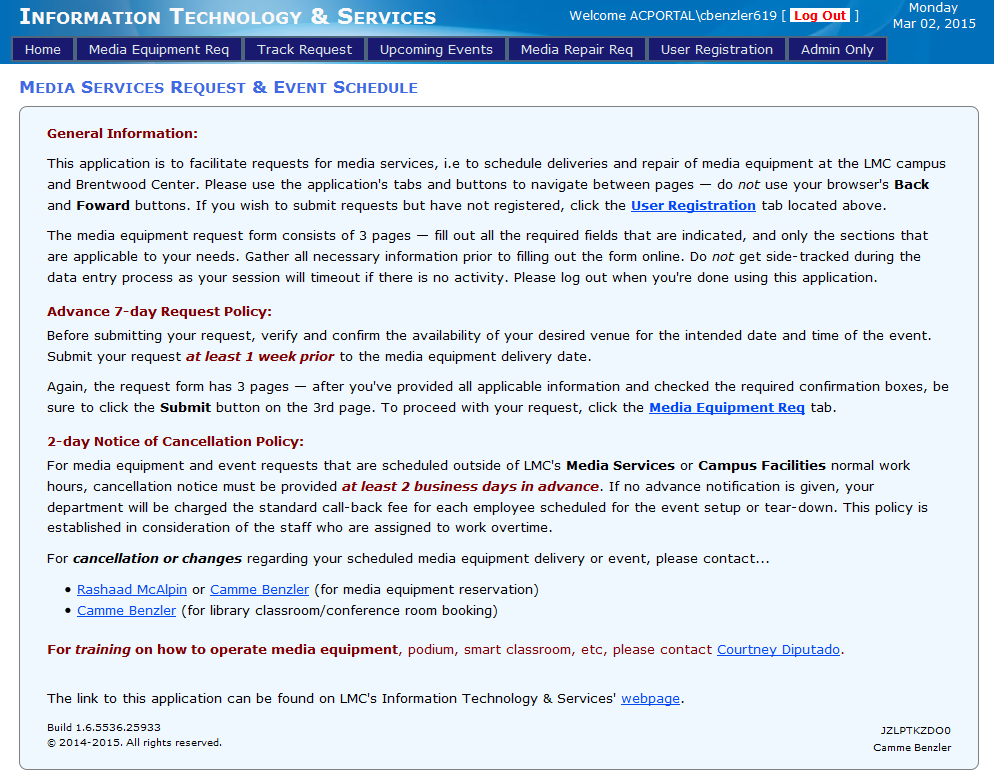 Information Technology & Services
Welcome ACPORTAL\cbenzler619 [ Log Out ]
Monday
Mar 02, 2015
Home
Media Equipment Req
Track Request
Upcoming Events
Media Repair Req
User Registration
Admin Only
Media Services Request & Event Schedule
General Information:
This application is to facilitate requests for media services, i.e to schedule deliveries and repair of media equipment at the LMC campus
and Brentwood Center. Please use the application's tabs and buttons to navigate between pages — do not use your browser's Back
and Foward buttons. If you wish to submit requests but have not registered, click the User Registration tab located above.
The media equipment request form consists of 3 pages — fill out all the required fields that are indicated, and only the sections that
are applicable to your needs. Gather all necessary information prior to filling out the form online. Do not get side-tracked during the
data entry process as your session will timeout if there is no activity. Please log out when you're done using this application.
Advance 7-day Request Policy:
Before submitting your request, verify and confirm the availability of your desired venue for the intended date and time of the event.
Submit your request at least 1 week prior to the media equipment delivery date.
Again, the request form has 3 pages — after you've provided all applicable information and checked the required confirmation boxes, be
sure to click the Submit button on the 3rd page. To proceed with your request, click the Media Equipment Req tab.
2-day Notice of Cancellation Policy:
For media equipment and event requests that are scheduled outside of LMC's Media Services or Campus Facilities normal work
hours, cancellation notice must be provided at least 2 business days in advance. If no advance notification is given, your
department will be charged the standard call-back fee for each employee scheduled for the event setup or tear-down. This policy is
established in consideration of the staff who are assigned to work overtime.
For cancellation or changes regarding your scheduled media equipment delivery or event, please contact...
• Rashaad McAlpin or Camme Benzler (for media equipment reservation)
• Camme Benzler (for library classroom/conference room booking)
For training on how to operate media equipment, podium, smart classroom, etc, please contact Courtney Diputado.
The link to this application can be found on LMC's Information Technology & Services' webpage.
Build 1.6.5536.25933
© 2014-2015. All rights reserved.
JZLPTKZDO0
Camme Benzler